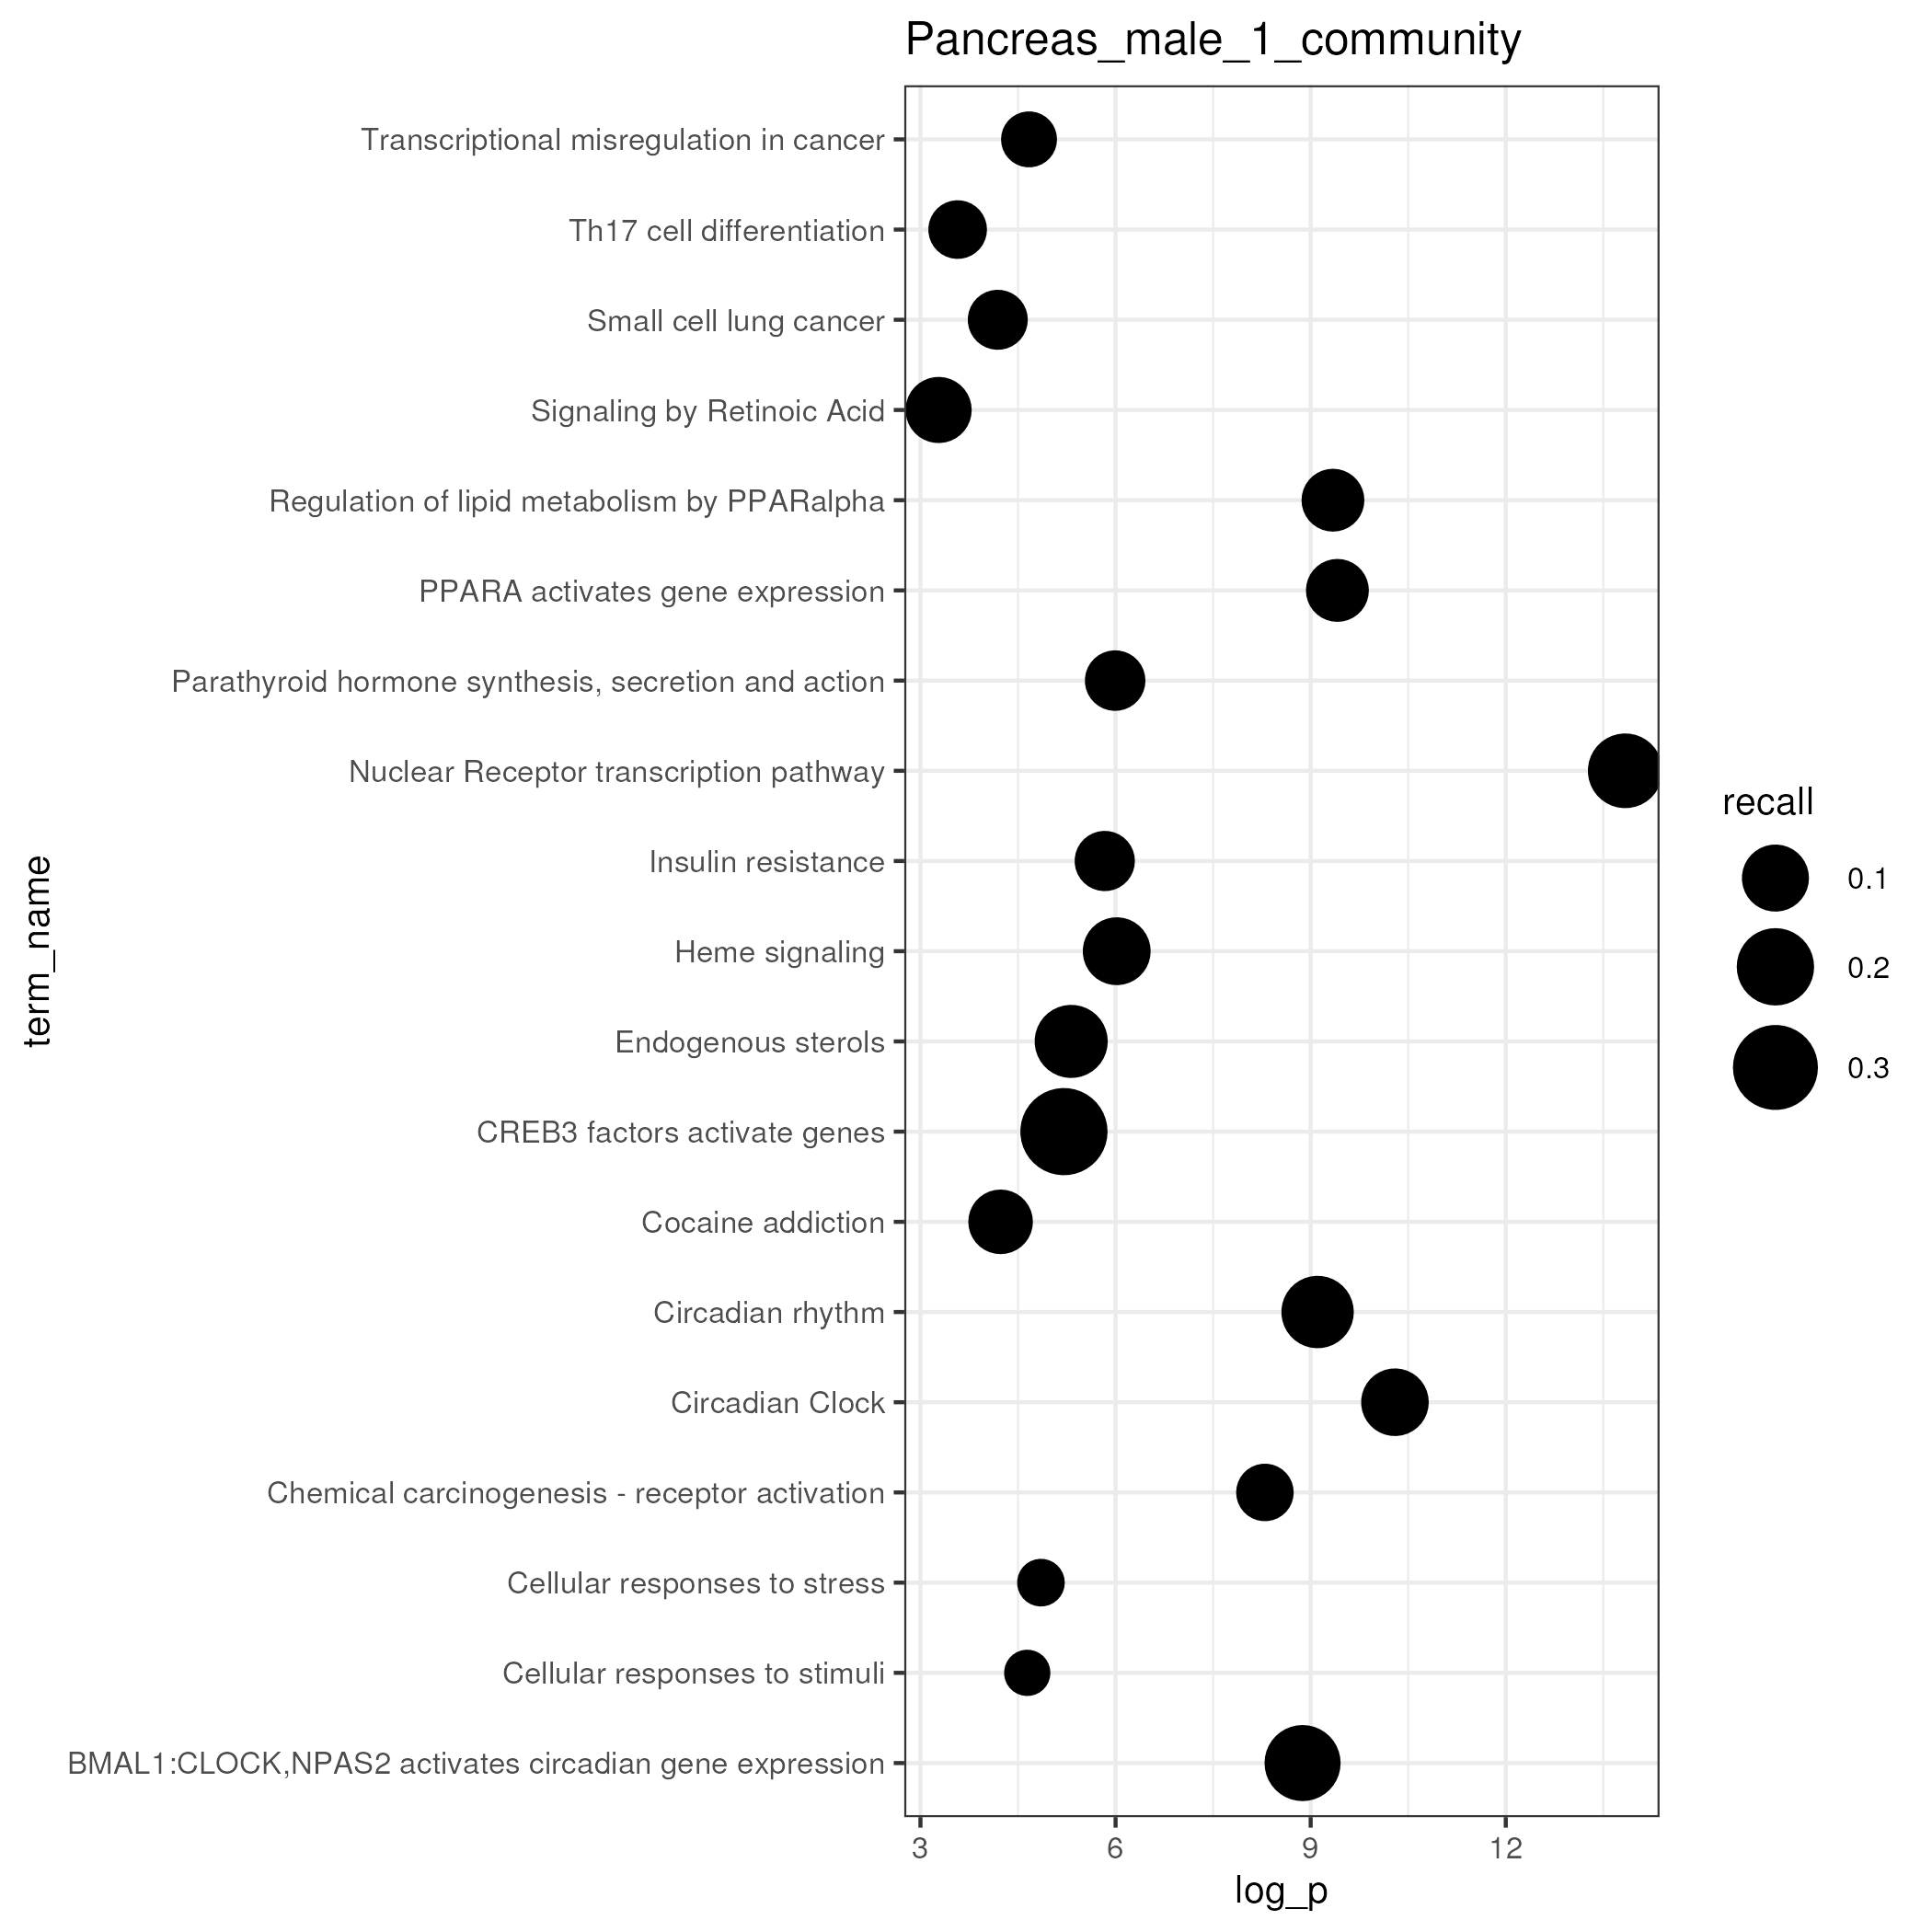 Pancreas_male_1_community
Transcriptional misregulation in cancer
Th17 cell differentiation
Small cell lung cancer
Signaling by Retinoic Acid
Regulation of lipid metabolism by PPARalpha
PPARA activates gene expression
Parathyroid hormone synthesis, secretion and action
Nuclear Receptor transcription pathway
Insulin resistance
Heme signaling
Endogenous sterols
CREB3 factors activate genes
Cocaine addiction
Circadian rhythm
Circadian Clock
Chemical carcinogenesis - receptor activation
Cellular responses to stress
Cellular responses to stimuli
BMAL1:CLOCK,NPAS2 activates circadian gene expression
term_name
3 6 9 12
log_p
recall
0.1
0.2
0.3